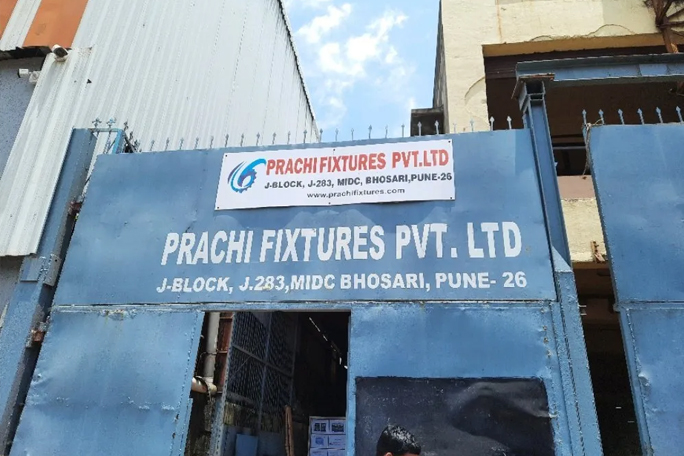 PRACHI FIXTURES PVT.LTD
J-BLOCK, J-283, MIDC, BHOSARI,PUNE-26
www.prachifixtures.com
PRACHI FIXTURES PVT. LTD
J-BLOCK, J.283,MIDC BHOSARI, PUNE- 26